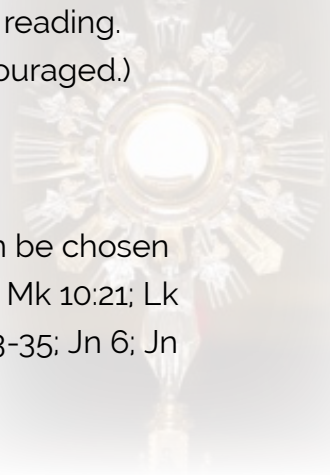 reading.
ouraged.)
n be chosen
Mk 10:21; Lk
3-35; Jn 6; Jn